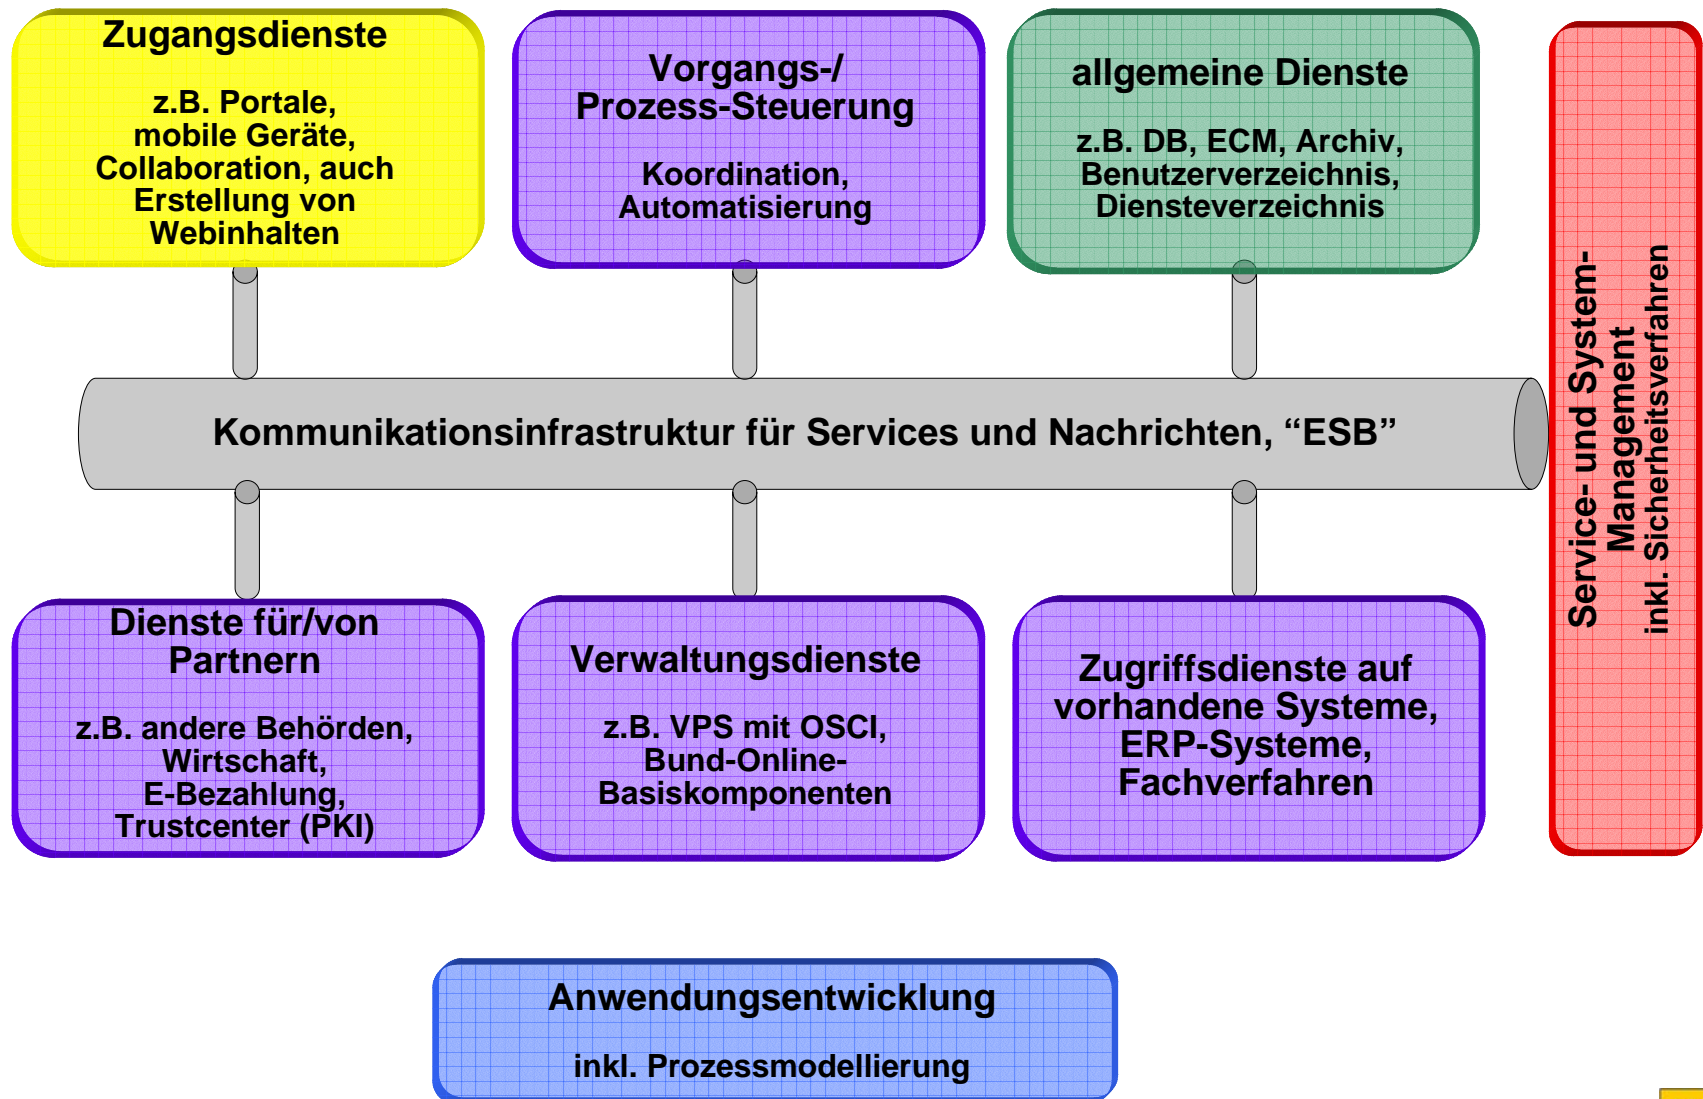 Zugangsdienste
z.B. Portale,
mobile Geräte,
Collaboration, auch
Erstellung von
Webinhalten
Vorgangs-/
Prozess-Steuerung
Koordination,
Automatisierung
allgemeine Dienste
z.B. DB, ECM, Archiv,
Benutzerverzeichnis,
Diensteverzeichnis
Kommunikationsinfrastruktur für Services und Nachrichten, “ESB”
Dienste für/von
Partnern
z.B. andere Behörden,
Wirtschaft,
E-Bezahlung,
Trustcenter (PKI)
Verwaltungsdienste
z.B. VPS mit OSCI,
Bund-Online-
Basiskomponenten
Zugriffsdienste auf
vorhandene Systeme,
ERP-Systeme,
Fachverfahren
Service- und System-
Management
inkl. Sicherheitsverfahren
Anwendungsentwicklung
inkl. Prozessmodellierung